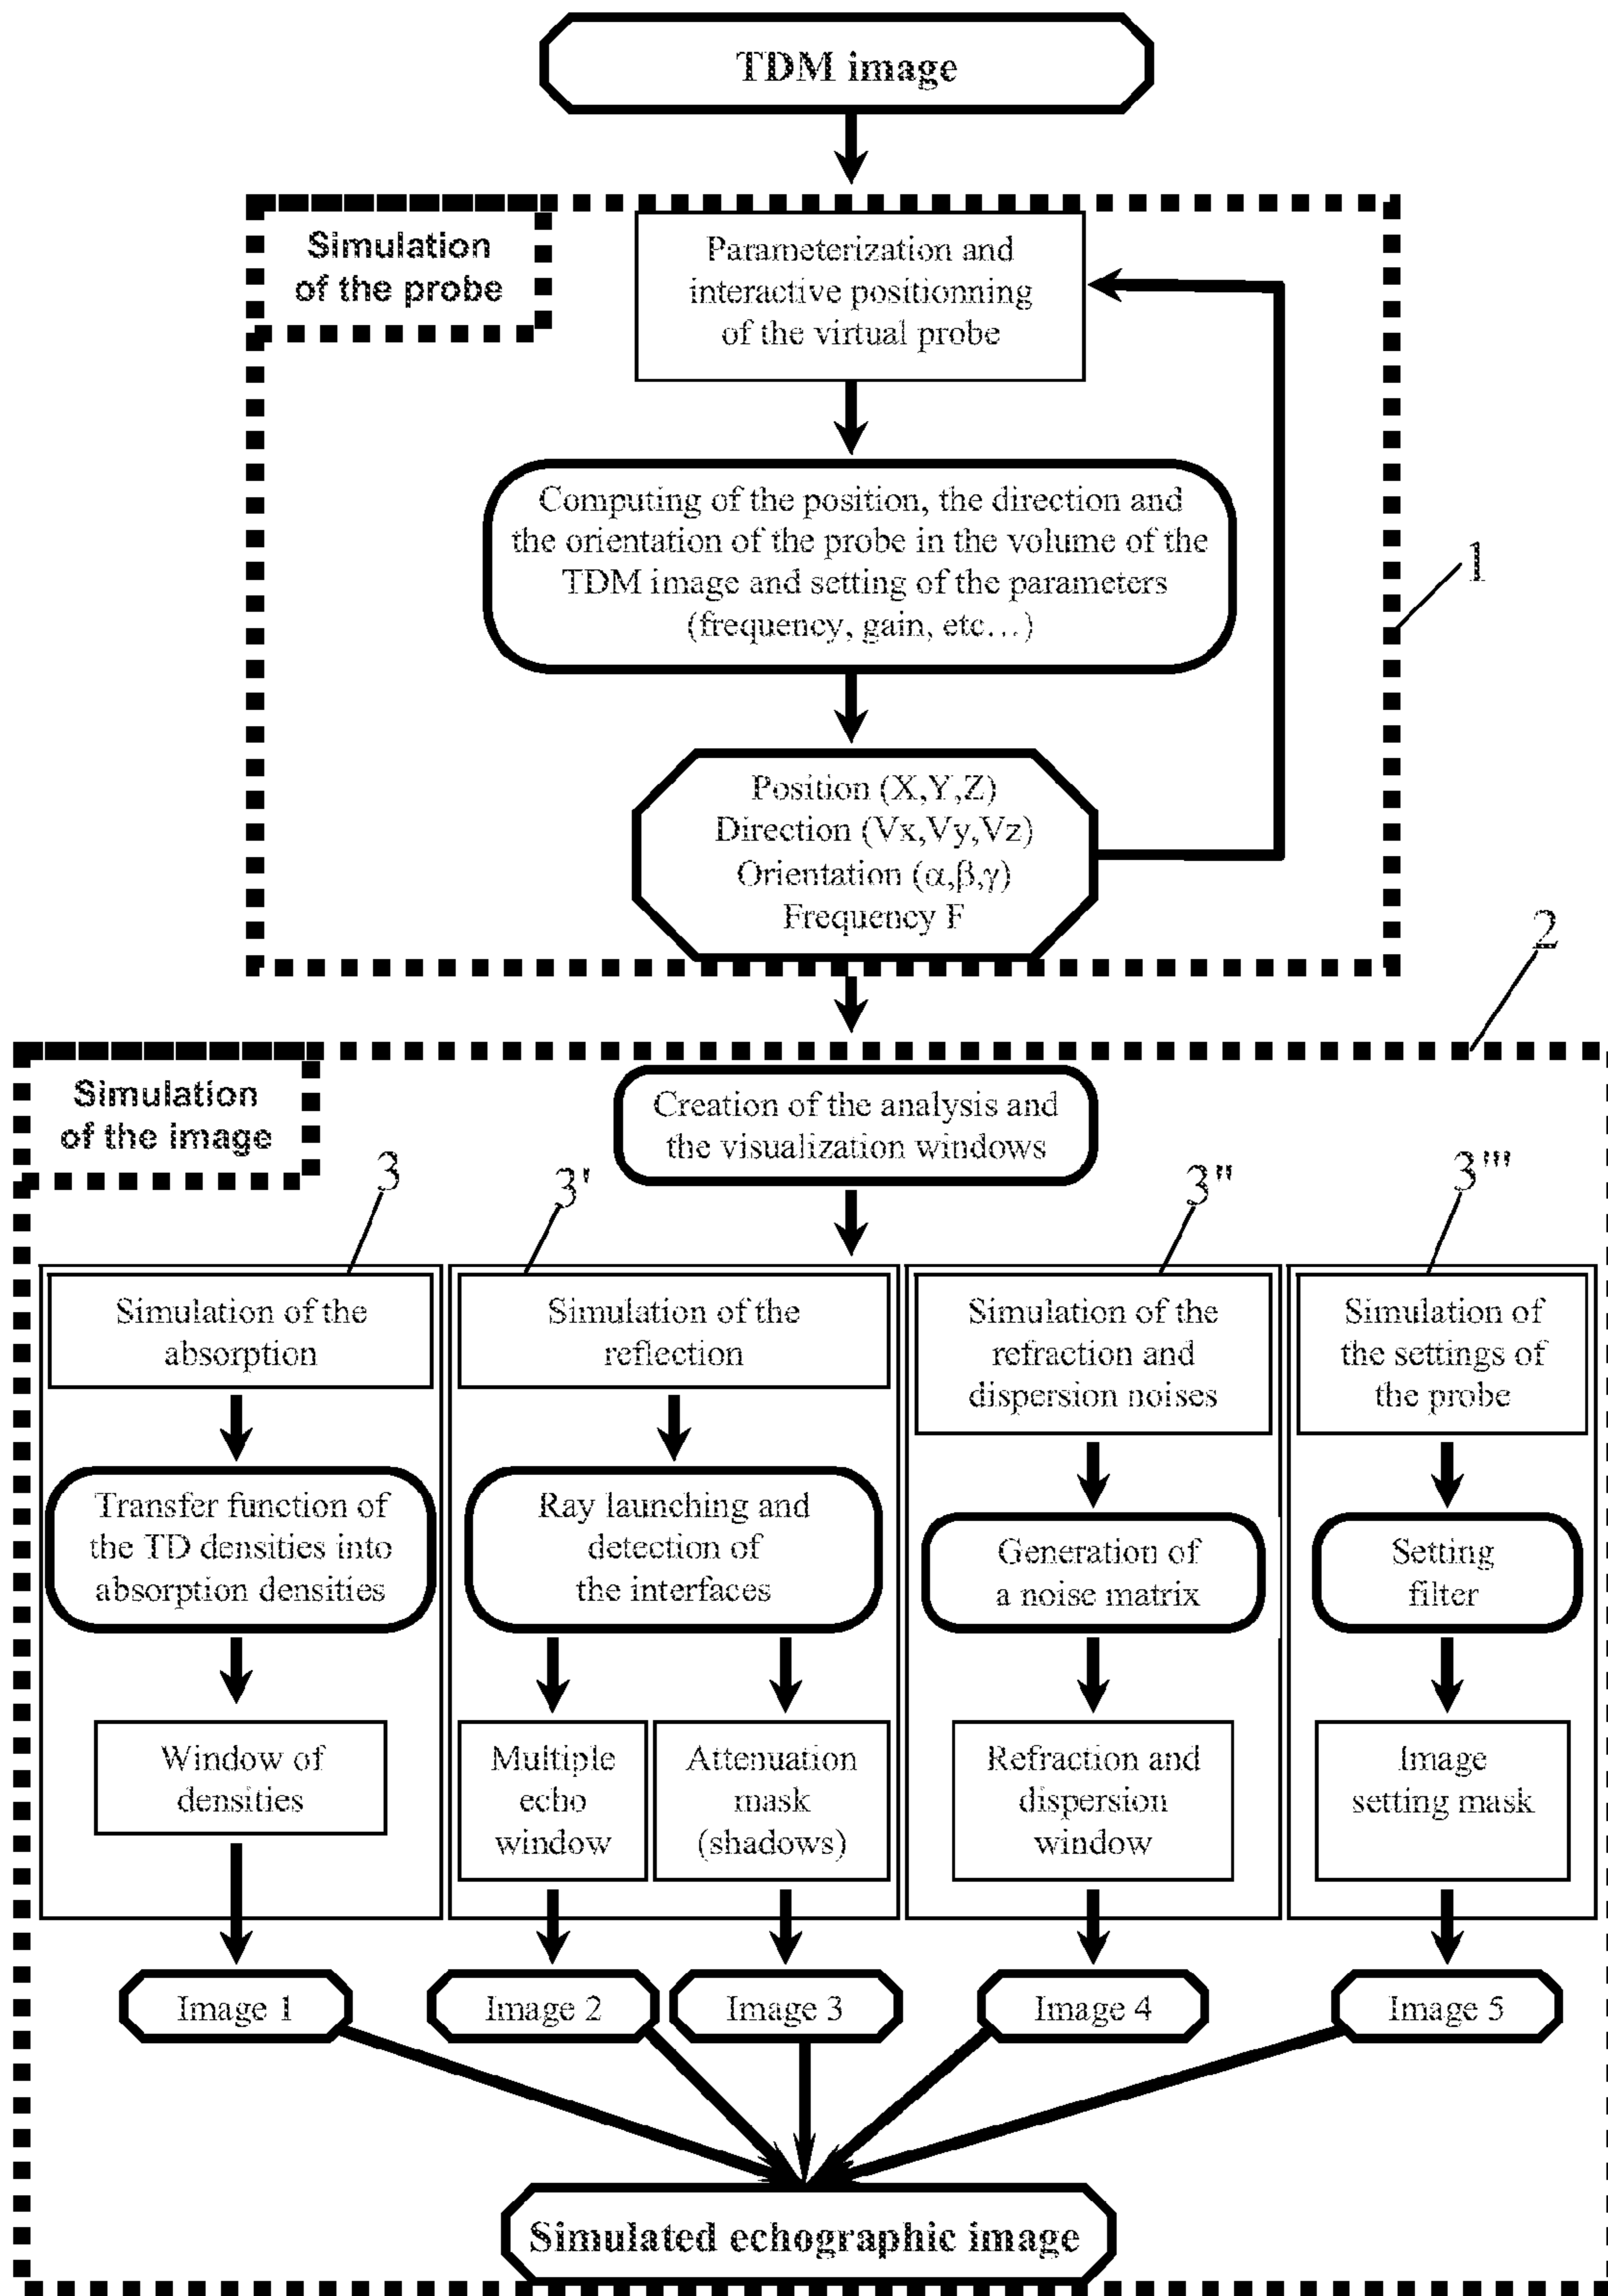 TDM image
Simulation
of the probe
Parameterization and
interactive positionning
of the virtual probe
Computing of the position, the direction and
the orientation of the probe in the volume of the
TDM image and setting of the parameters
(frequency, gain, etc…)
1
Position (X,Y,Z)
Direction (Vx,Vy,Vz)
Orientation (α,β,γ)
Frequency F
2
Simulation
of the image
Creation of the analysis and
the visualization windows
3
3'
3"
3'''
Simulation of the
absorption
Simulation of the
reflection
Simulation of the
refraction and
dispersion noises
Simulation of
the settings of
the probe
Transfer function of
the TD densities into
absorption densities
Ray launching and
detection of
the interfaces
Generation of
a noise matrix
Setting
filter
Window of
densities
Multiple
echo
window
Attenuation
mask
(shadows)
Refraction and
dispersion
window
Image
setting mask
Image 1
Image 2
Image 3
Image 4
Image 5
Simulated echographic image